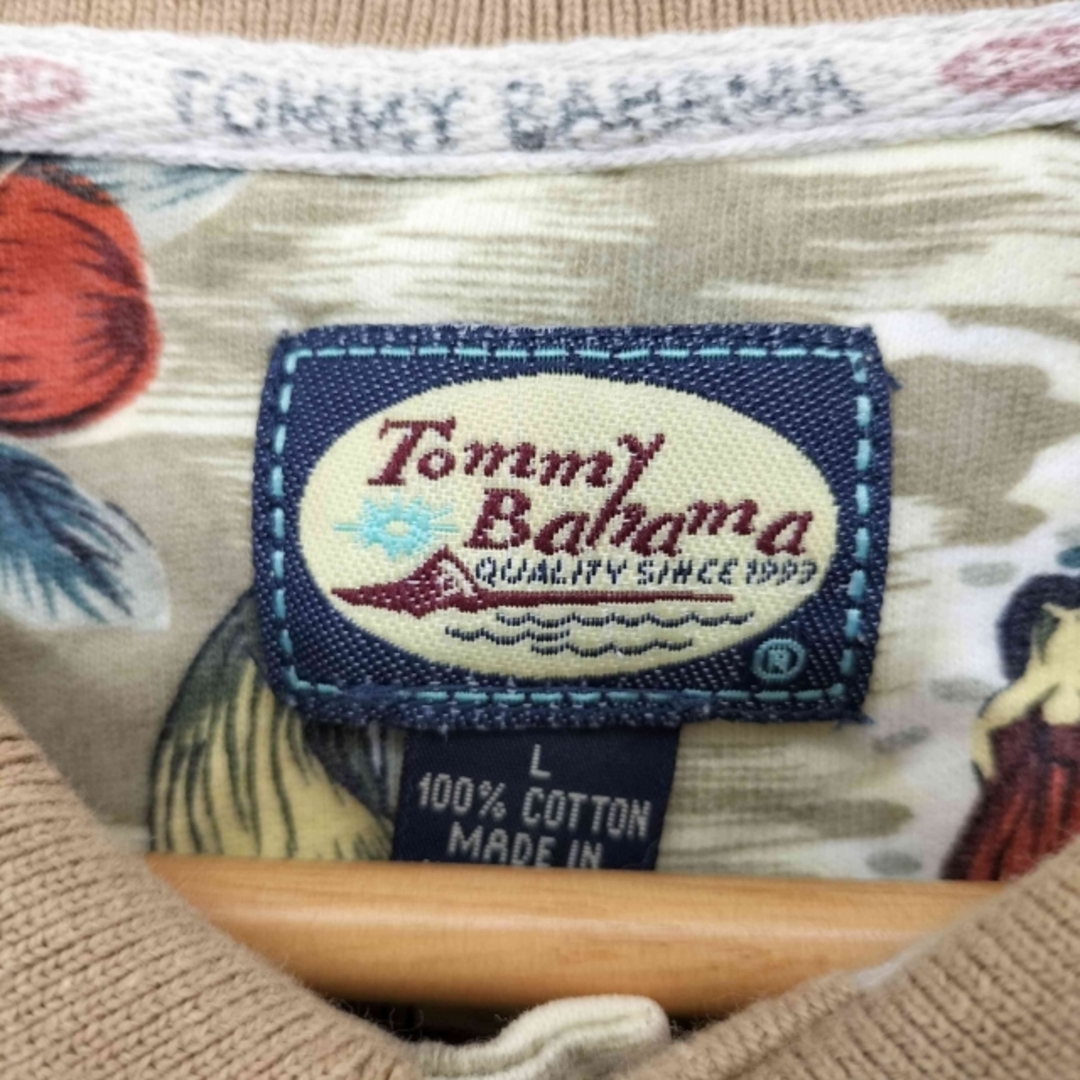 TOMMY BAHAMA
Tommy
Bahama
QUALITY SINCE 1993
®
L
100% COTTON
MADE IN